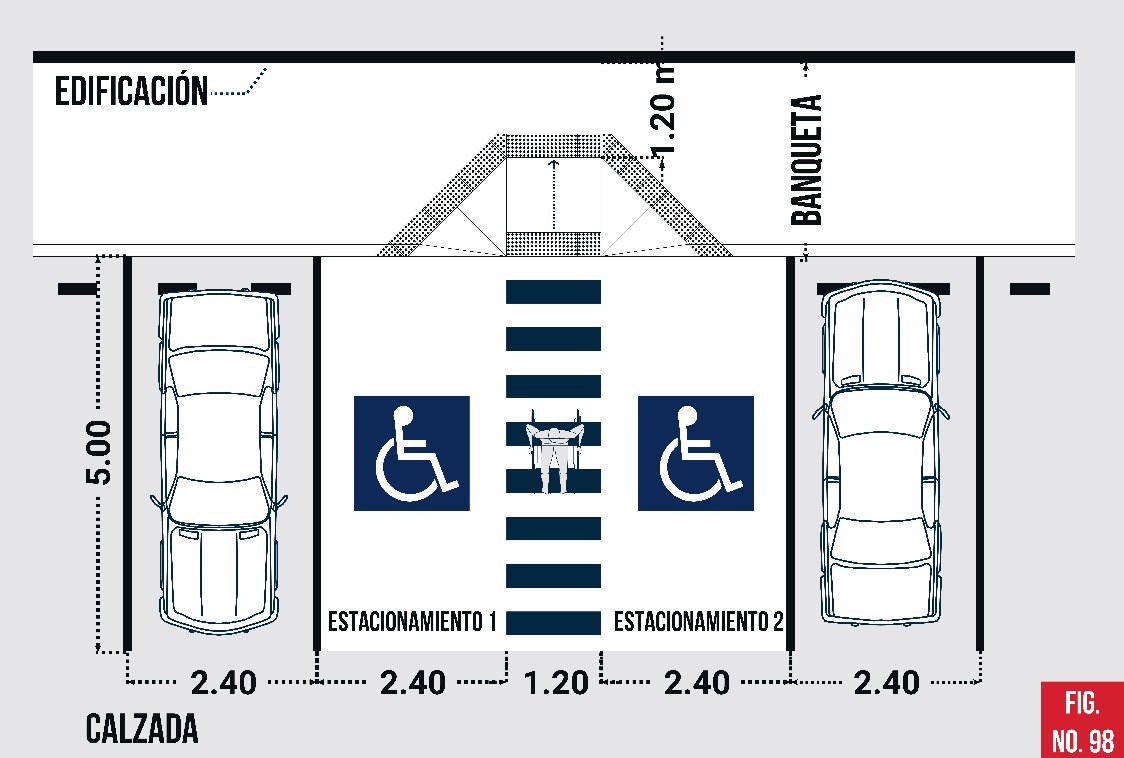 EDIFICACIÓN
1.20 m
BANQUETA
5.00
ESTACIONAMIENTO 1
ESTACIONAMIENTO 2
2.40
2.40
1.20
2.40
2.40
CALZADA
FIG.
NO. 98